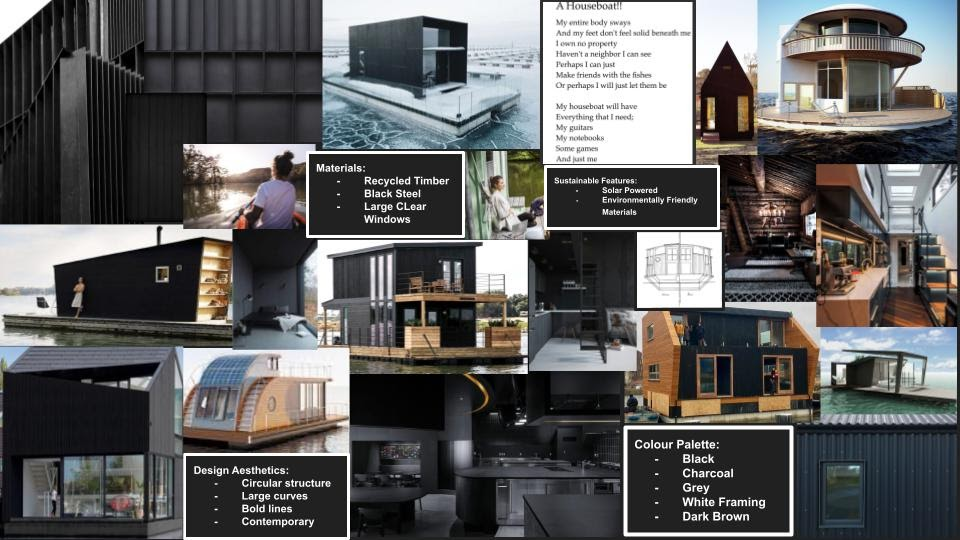 A Houseboat!!
My entire body sways
And my feet don't feel solid beneath me
I own no property
Haven't a neighbor I can see
Perhaps I can just
Make friends with the fishes
Or perhaps I will just let them be
My houseboat will have
Everything that I need;
My guitars
My notebooks
Some games
And just me
Materials:
- Recycled Timber
- Black Steel
- Large CLear
Windows
Sustainable Features:
- Solar Powered
- Environmentally Friendly
Materials
Design Aesthetics:
- Circular structure
- Large curves
- Bold lines
- Contemporary
Colour Palette:
- Black
- Charcoal
- Grey
- White Framing
- Dark Brown